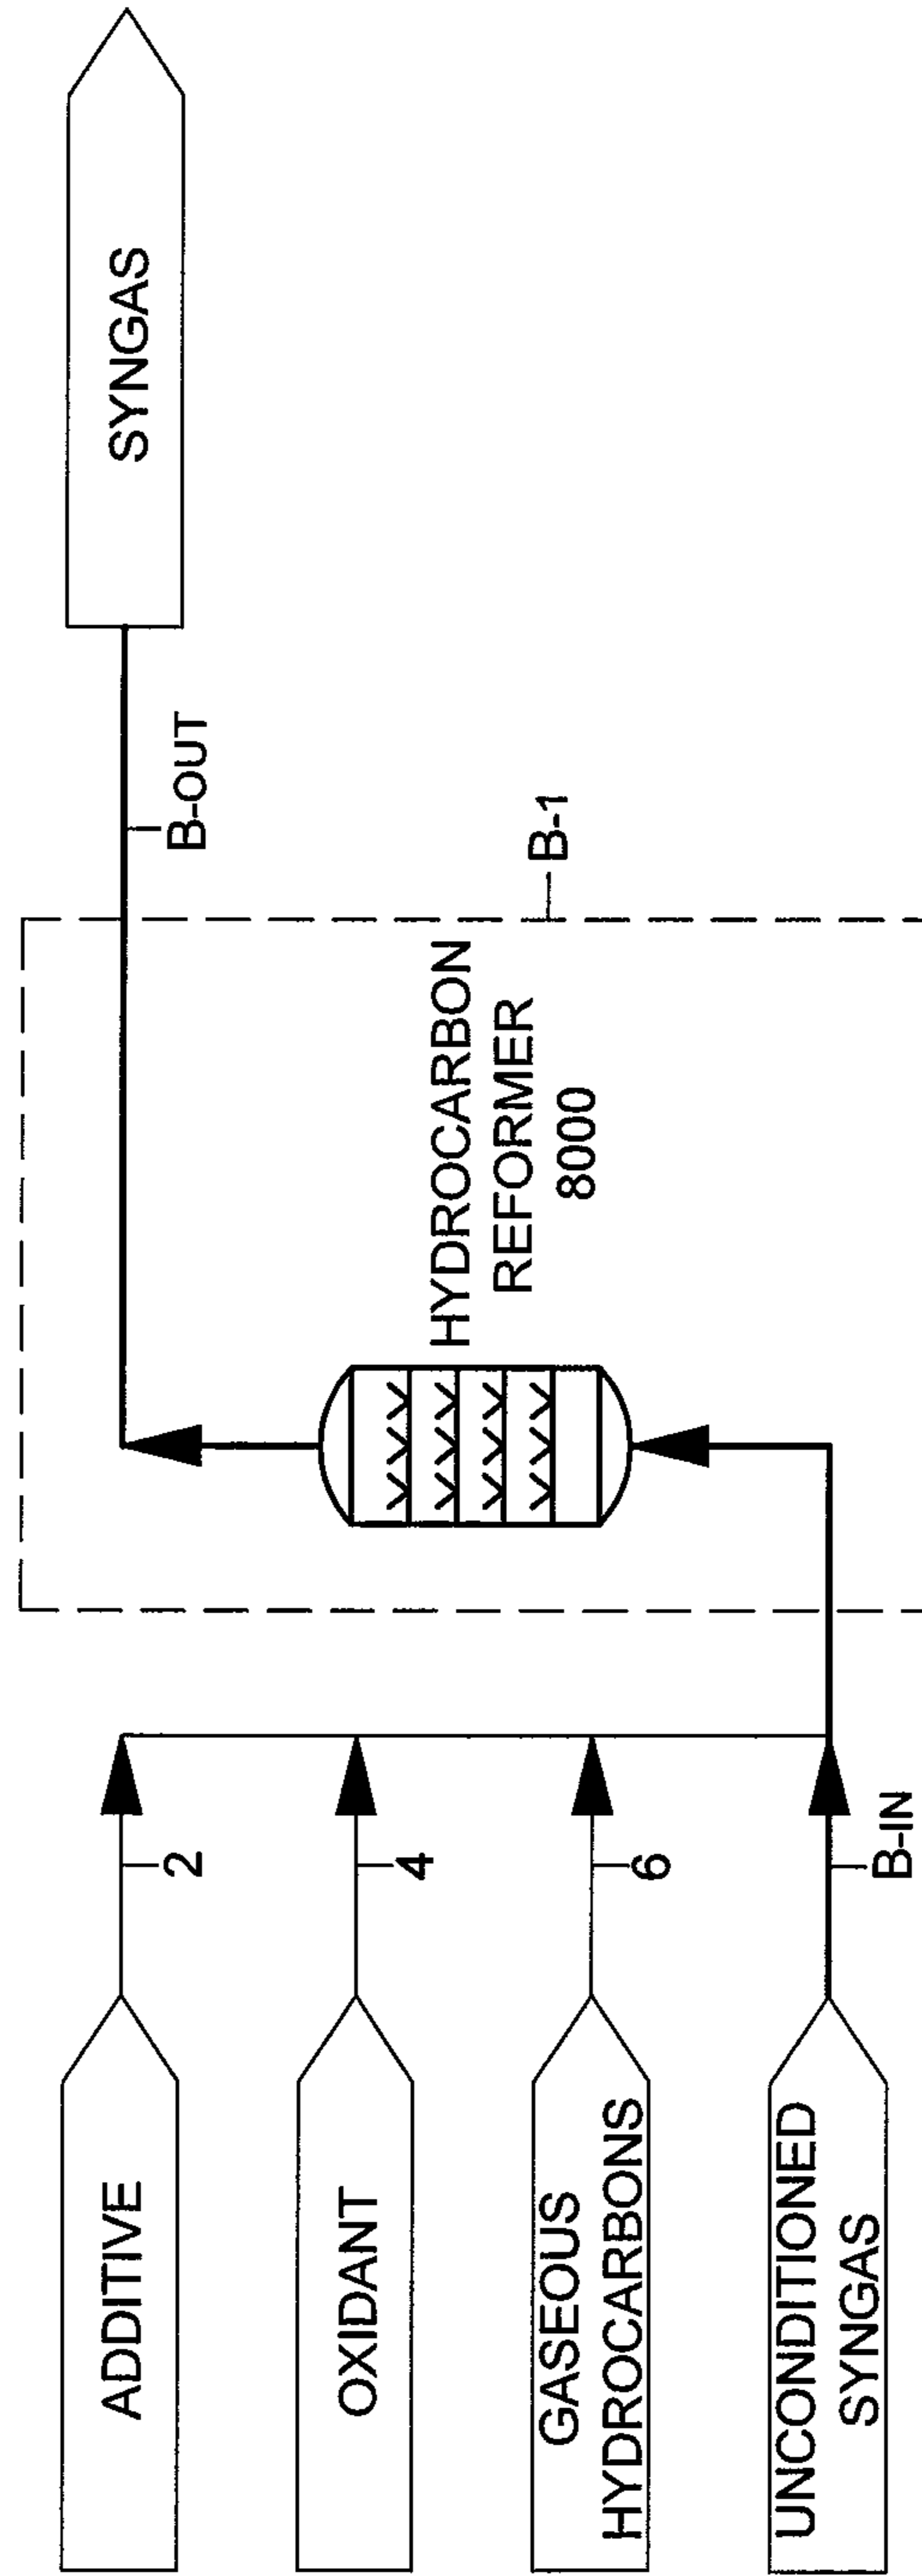 ADDITIVE
2
OXIDANT
4
GASEOUS
HYDROCARBONS
6
UNCONDITIONED
SYNGAS
B-IN
HYDROCARBON
REFORMER
8000
B-1
B-OUT
SYNGAS